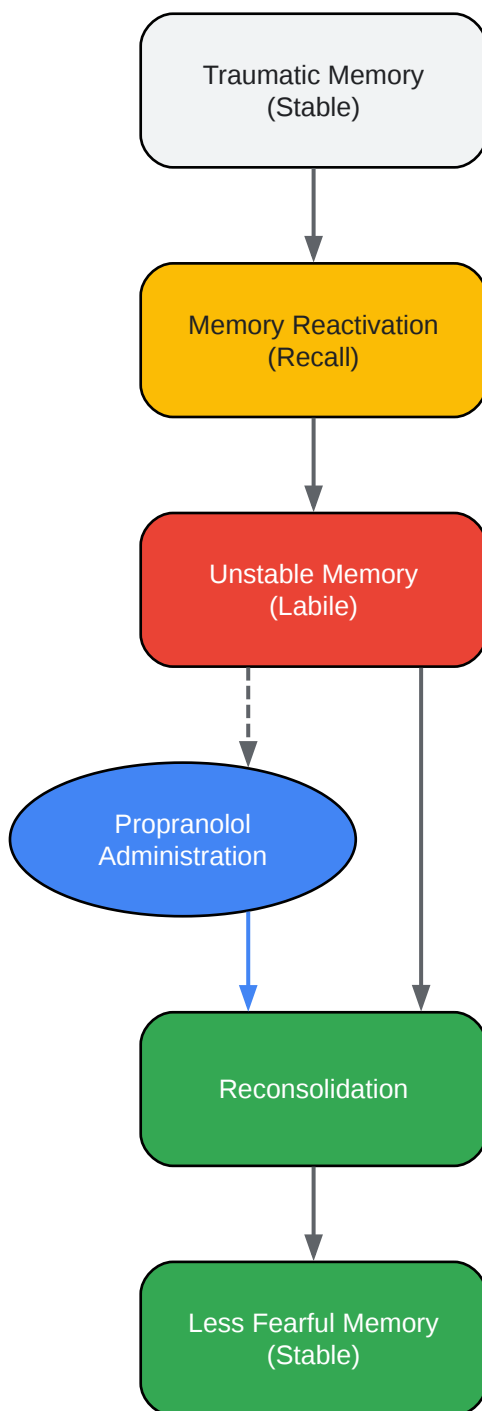 Traumatic Memory
(Stable)
Memory Reactivation
(Recall)
Unstable Memory
(Labile)
Propranolol
Administration
Reconsolidation
Less Fearful Memory
(Stable)